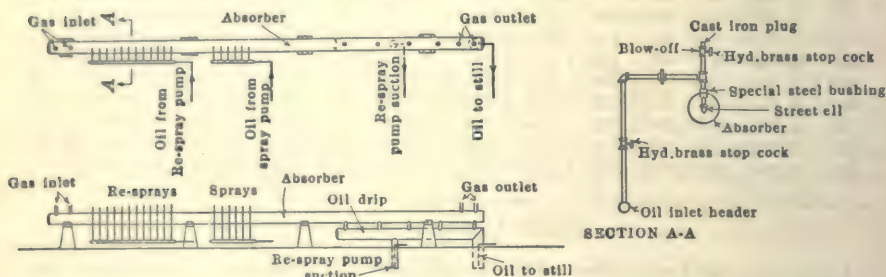 Gas inlet
A
Absorber
Gas outlet
A
Oil from
Re-spray pump
Oil from
spray pump
Re-spray
pump suction
Oil to still
Gas inlet
Re-sprays
Sprays
Absorber
Oil drip
Gas outlet
Re-spray pump
suction
Oil to still
Cast iron plug
Blow-off
Hyd.brass stop cock
Special steel bushing
Street ell
Absorber
Hyd.brass stop cock
Oil inlet header
SECTION A-A